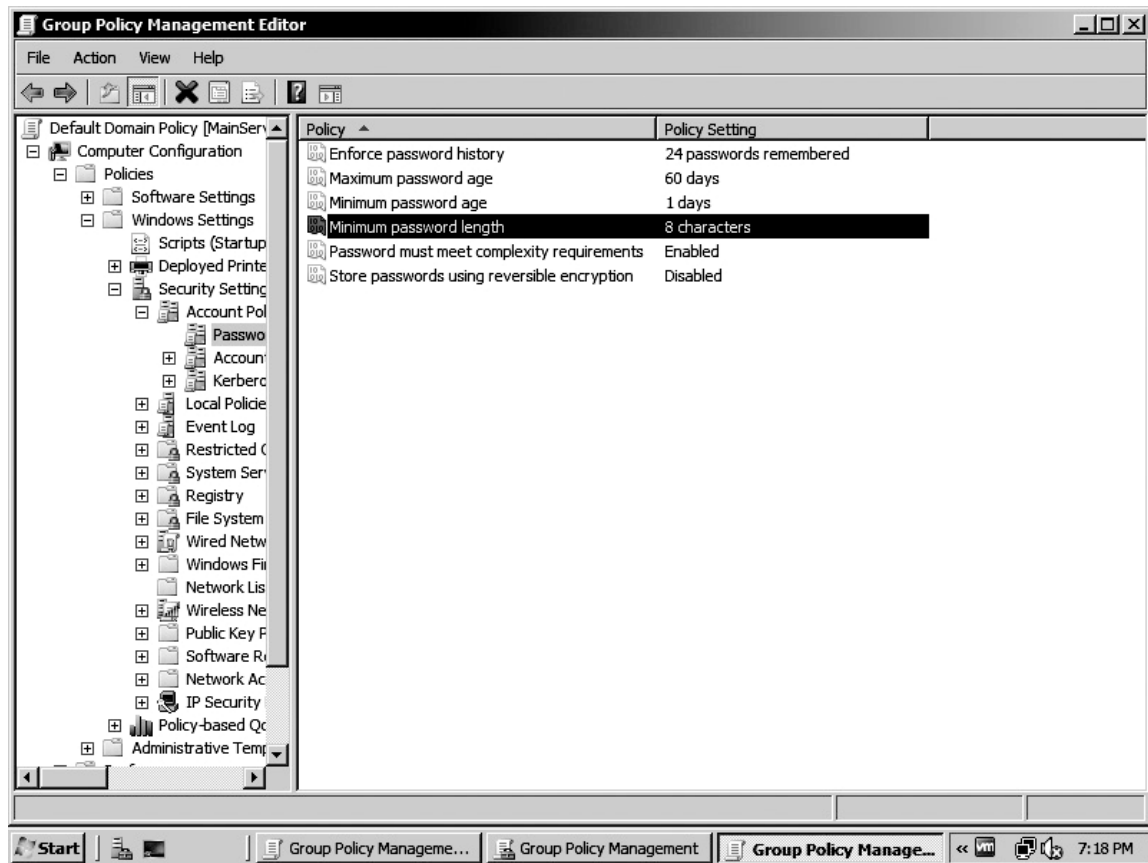 Group Policy Management Editor
File Action View Help
Default Domain Policy [MainServ
Computer Configuration
Policies
Software Settings
Windows Settings
Scripts (Startup
Deployed Printe
Security Setting
Account Pol
Passwo
Accoun
Kerbero
Local Policie
Event Log
Restricted
System Ser
Registry
File System
Wired Netw
Windows Fi
Network Lis
Wireless Ne
Public Key P
Software R
Network Ac
IP Security
Policy-based Qo
Administrative Temp
Policy Policy Setting
Enforce password history 24 passwords remembered
Maximum password age 60 days
Minimum password age 1 days
Minimum password length 8 characters
Password must meet complexity requirements Enabled
Store passwords using reversible encryption Disabled
Start Group Policy Manageme... Group Policy Management Group Policy Manage... « vm 7:18 PM